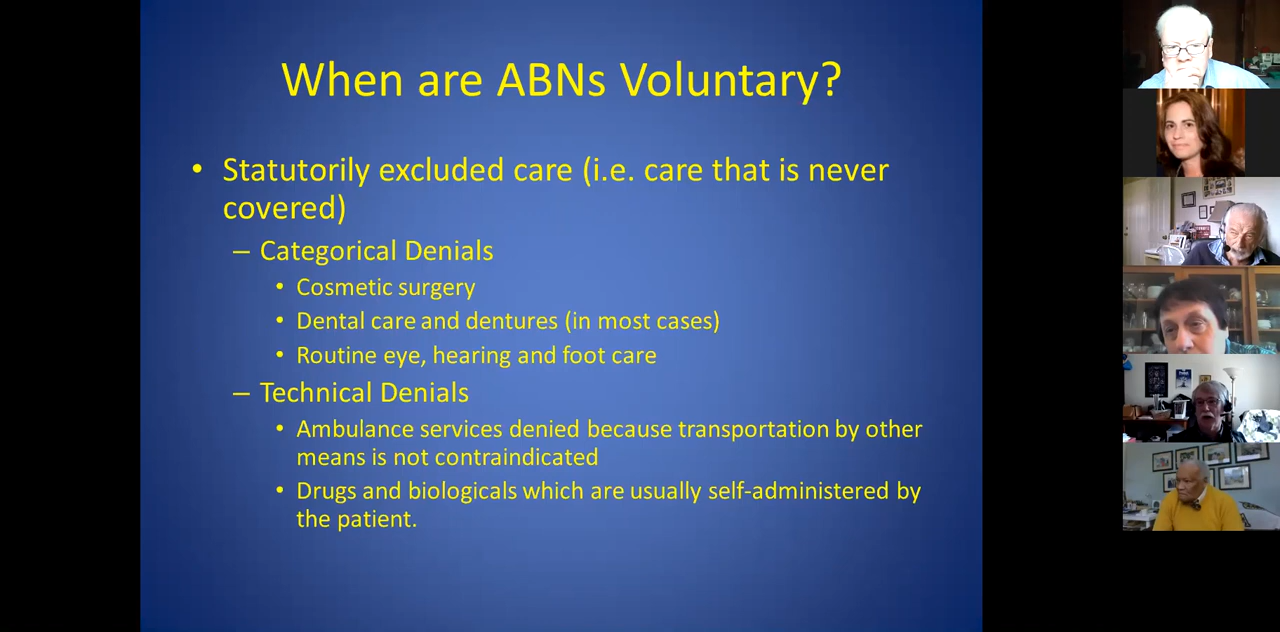 When are ABNs Voluntary?
• Statutorily excluded care (i.e. care that is never
covered)
– Categorical Denials
• Cosmetic surgery
• Dental care and dentures (in most cases)
• Routine eye, hearing and foot care
– Technical Denials
• Ambulance services denied because transportation by other
means is not contraindicated
• Drugs and biologicals which are usually self-administered by
the patient.